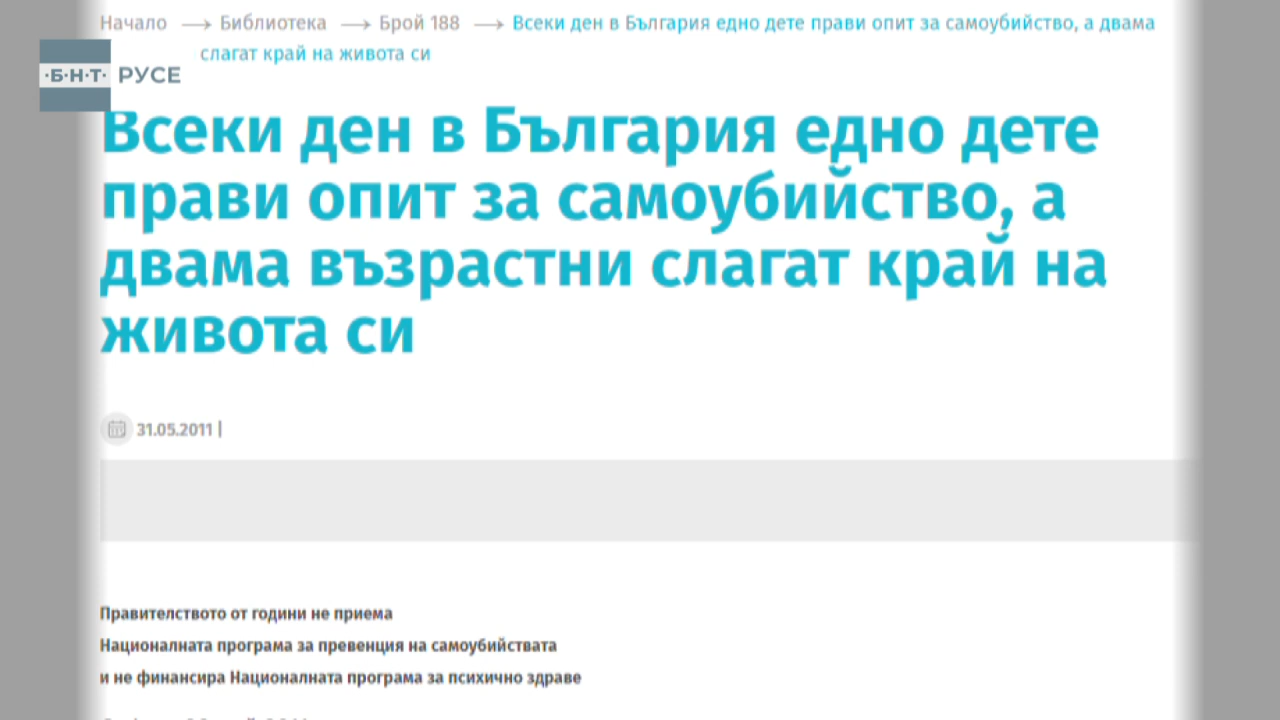 Начало → Библиотека → Брой 188 → Всеки ден в България едно дете прави опит за самоубийство, а двама
слагат край на живота си
·Б·Н·Т· РУСЕ
Всеки ден в България едно дете
прави опит за самоубийство, а
двама възрастни слагат край на
живота си
31.05.2011 |
Правителството от години не приема
Националната програма за превенция на самоубийствата
и не финансира Националната програма за психично здраве